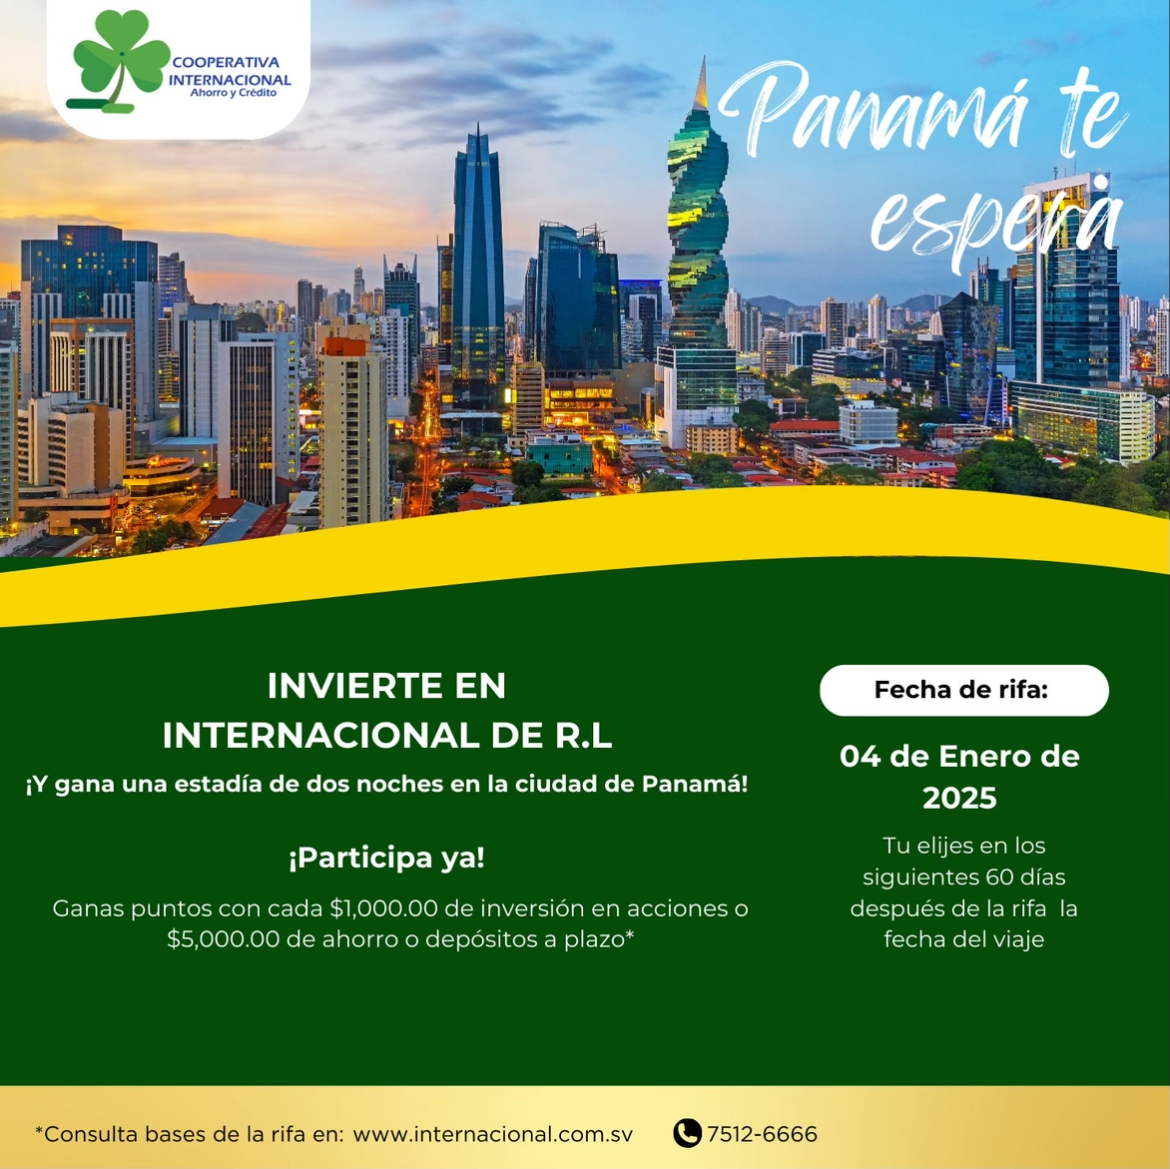 COOPERATIVA
INTERNACIONAL
Ahorro y Crédito
Panamá te
espera
INVIERTE EN
INTERNACIONAL DE R.L
¡Y gana una estadía de dos noches en la ciudad de Panamá!
¡Participa ya!
Ganas puntos con cada $1,000.00 de inversión en acciones o
$5,000.00 de ahorro o depósitos a plazo*
Fecha de rifa:
04 de Enero de
2025
Tu elijes en los
siguientes 60 días
después de la rifa la
fecha del viaje
*Consulta bases de la rifa en: www.internacional.com.sv
7512-6666